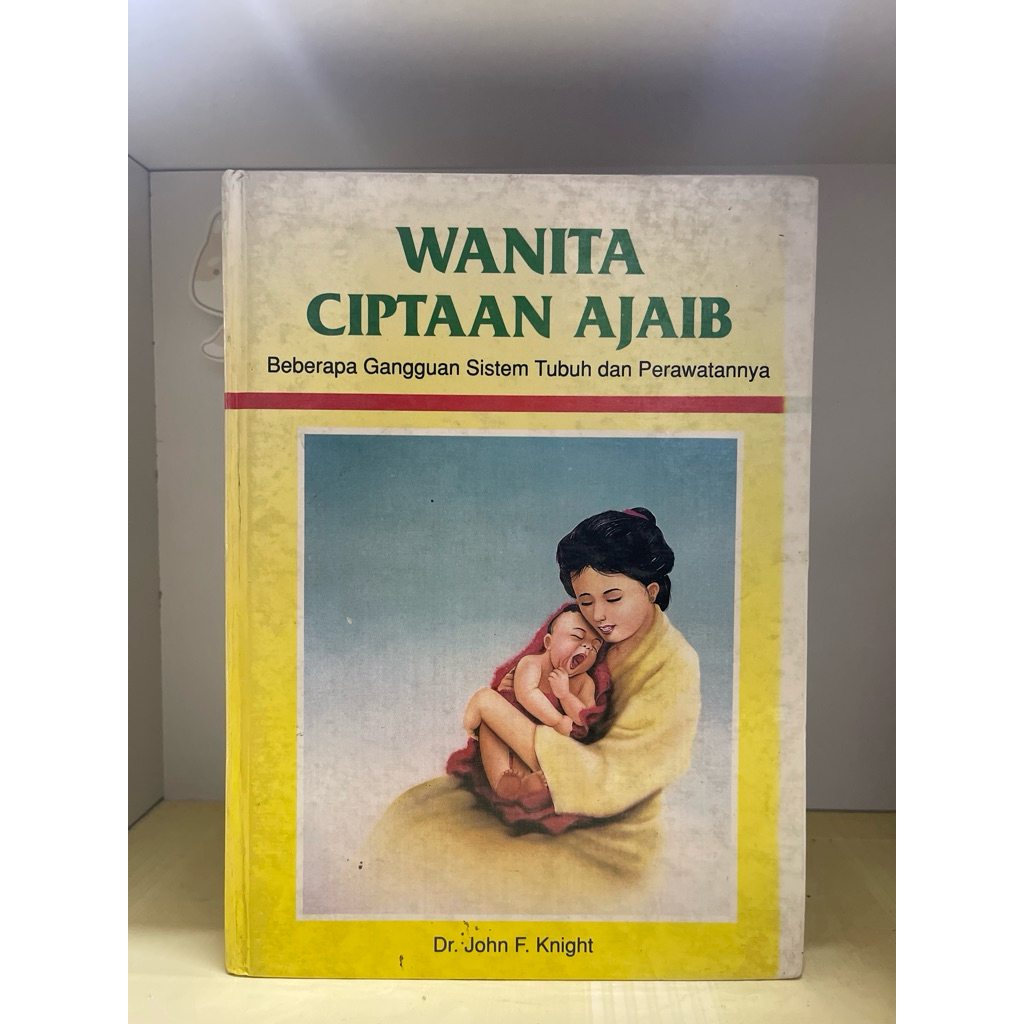 WANITA
CIPTAAN AJAIB
Beberapa Gangguan Sistem Tubuh dan Perawatannya
Dr. John F. Knight